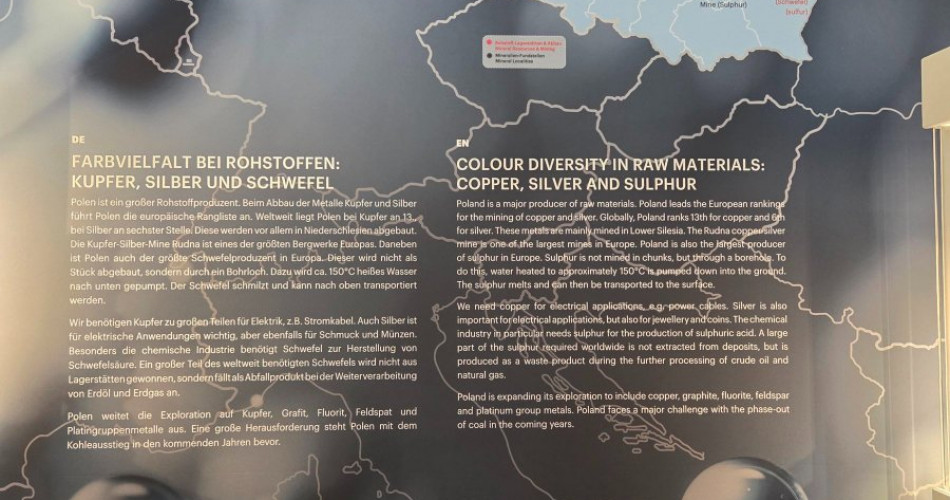 Mine (Sulphur)
(Schwefel)
(sulfur)
Mineralien-Fundstellen
Mineral Localities
DE
FARBVIELFALT BEI ROHSTOFFEN:
KUPFER, SILBER UND SCHWEFEL
Polen ist ein großer Rohstoffproduzent. Beim Abbau der Metalle Kupfer und Silber
führt Polen die europäische Rangliste an. Weltweit liegt Polen bei Kupfer an 13.,
bei Silber an sechster Stelle. Diese werden vor allem in Niederschlesien abgebaut.
Die Kupfer-Silber-Mine Rudna ist eines der größten Bergwerke Europas. Daneben
ist Polen auch der größte Schwefelproduzent in Europa. Dieser wird nicht als
Stück abgebaut, sondern durch ein Bohrloch. Dazu wird ca. 150°C heißes Wasser
nach unten gepumpt. Der Schwefel schmilzt und kann nach oben transportiert
werden.
Wir benötigen Kupfer zu großen Teilen für Elektrik, z.B. Stromkabel. Auch Silber ist
für elektrische Anwendungen wichtig, aber ebenfalls für Schmuck und Münzen.
Besonders die chemische Industrie benötigt Schwefel zur Herstellung von
Schwefelsäure. Ein großer Teil des weltweit benötigten Schwefels wird nicht aus
Lagerstätten gewonnen, sondern fällt als Abfallprodukt bei der Weiterverarbeitung
von Erdöl und Erdgas an.
Polen weitet die Exploration auf Kupfer, Grafit, Fluorit, Feldspat und
Platingruppenmetalle aus. Eine große Herausforderung steht Polen mit dem
Kohleausstieg in den kommenden Jahren bevor.
EN
COLOUR DIVERSITY IN RAW MATERIALS:
COPPER, SILVER AND SULPHUR
Poland is a major producer of raw materials. Poland leads the European rankings
for the mining of copper and silver. Globally, Poland ranks 13th for copper and 6th
for silver. These metals are mainly mined in Lower Silesia. The Rudna copper-silver
mine is one of the largest mines in Europe. Poland is also the largest producer
of sulphur in Europe. Sulphur is not mined in chunks, but through a borehole. To
do this, water heated to approximately 150°C is pumped down into the ground.
The sulphur melts and can then be transported to the surface.
We need copper for electrical applications, e.g. power cables. Silver is also
important for electrical applications, but also for jewellery and coins. The chemical
industry in particular needs sulphur for the production of sulphuric acid. A large
part of the sulphur required worldwide is not extracted from deposits, but is
produced as a waste product during the further processing of crude oil and
natural gas.
Poland is expanding its exploration to include copper, graphite, fluorite, feldspar
and platinum group metals. Poland faces a major challenge with the phase-out
of coal in the coming years.